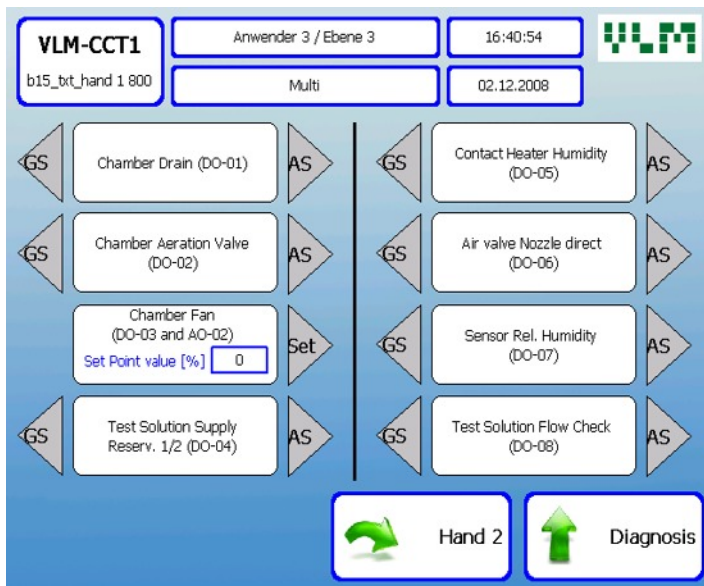 VLM-CCT1
b15_txt_hand 1 800
Anwender 3 / Ebene 3
16:40:54
VLM
Multi
02.12.2008
GS
Chamber Drain (DO-01)
AS
GS
Contact Heater Humidity
(DO-05)
AS
GS
Chamber Aeration Valve
(DO-02)
AS
GS
Air valve Nozzle direct
(DO-06)
AS
Chamber Fan
(DO-03 and AO-02)
Set Point value [%] 0
Set
GS
Sensor Rel. Humidity
(DO-07)
AS
GS
Test Solution Supply
Reserv. 1/2 (DO-04)
AS
GS
Test Solution Flow Check
(DO-08)
AS
Hand 2
Diagnosis